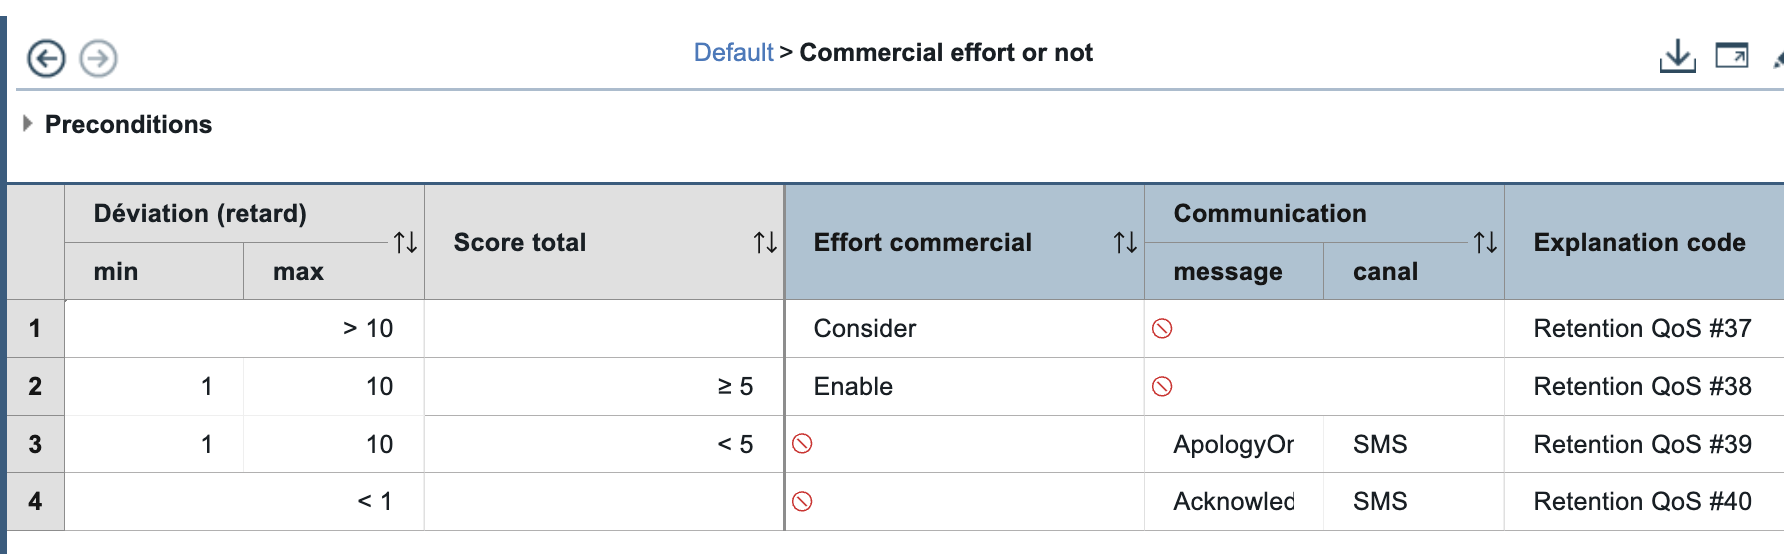 Default > Commercial effort or not
Preconditions
Déviation (retard) Score total Effort commercial Communication Explanation code
min max message canal
1 > 10 Consider Retention QoS #37
2 1 10 ≥ 5 Enable Retention QoS #38
3 1 10 < 5 ApologyOr SMS Retention QoS #39
4 < 1 Acknowled SMS Retention QoS #40